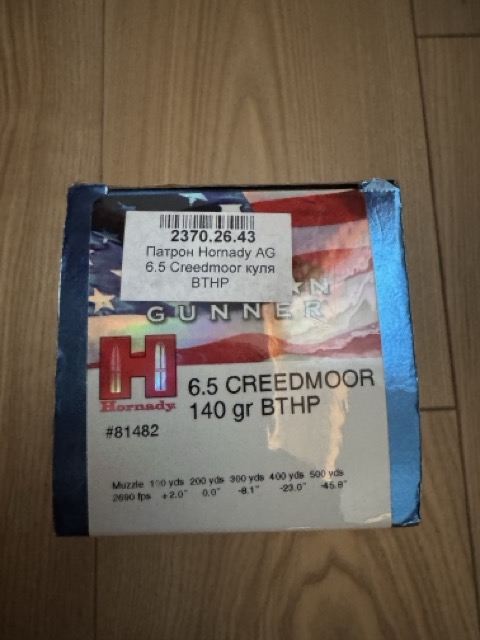 2370.26.43
Патрон Hornady AG
6.5 Creedmoor куля
BTHP
GUNNER
H
Hornady
6.5 CREEDMOOR
140 gr BTHP
#81482
Muzzle 100 yds 200 yds 300 yds 400 yds 500 yds
2690 fps +2.0" 0.0" -8.1" -23.0" -45.8"